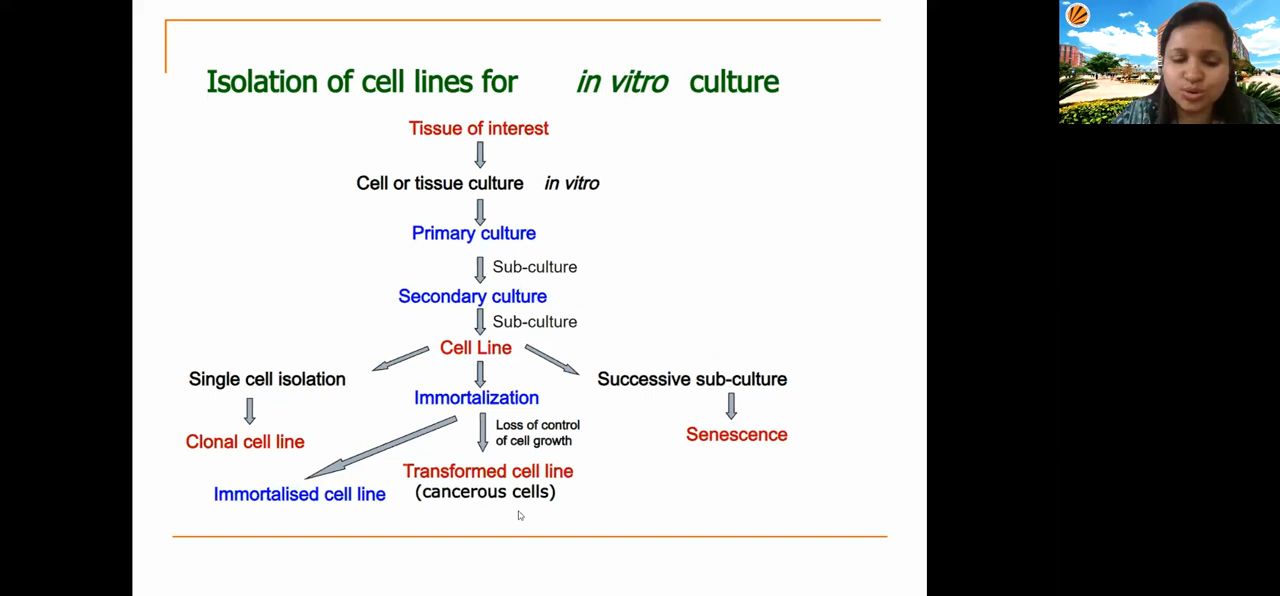 Isolation of cell lines for in vitro culture
Tissue of interest
Cell or tissue culture in vitro
Primary culture
Sub-culture
Secondary culture
Sub-culture
Cell Line
Single cell isolation
Successive sub-culture
Immortalization
Loss of control
of cell growth
Clonal cell line
Senescence
Transformed cell line
(cancerous cells)
Immortalised cell line